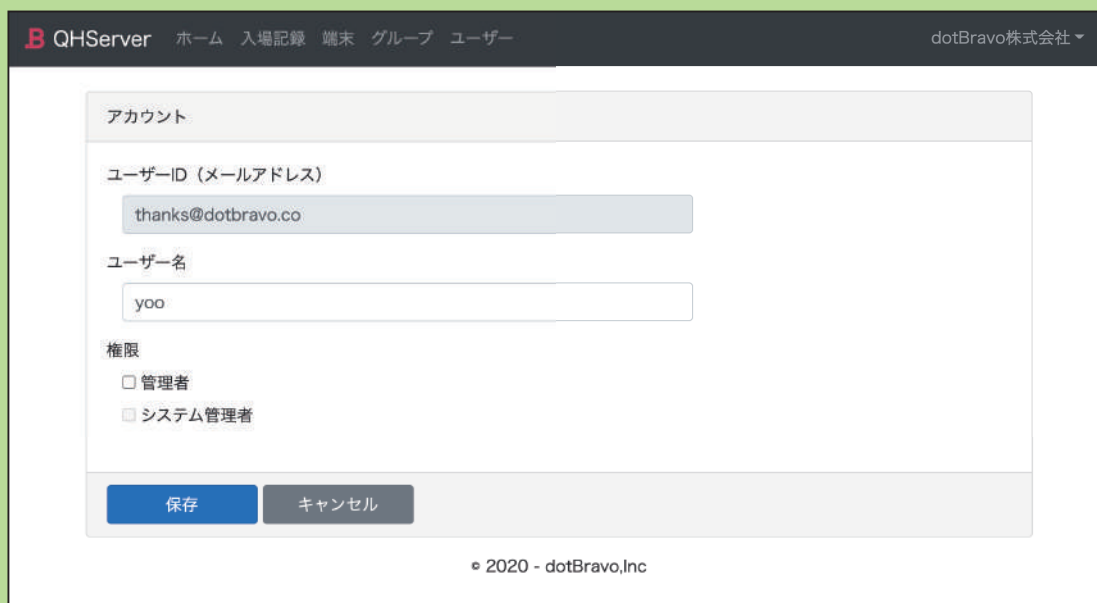 B QHServer ホーム 入場記録 端末 グループ ユーザー dotBravo株式会社
アカウント
ユーザーID（メールアドレス）
thanks@dotbravo.co
ユーザー名
yoo
権限
管理者
システム管理者
保存 キャンセル
© 2020 - dotBravo,Inc